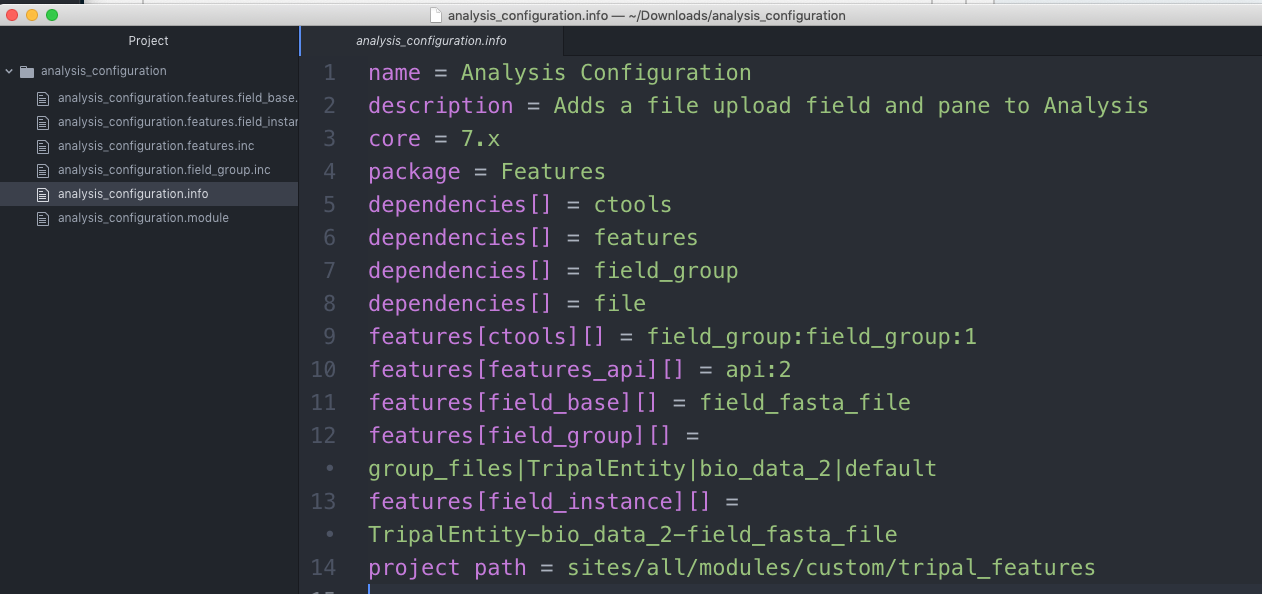 analysis_configuration.info — ~/Downloads/analysis_configuration
Project
analysis_configuration.info
analysis_configuration
analysis_configuration.features.field_base.
analysis_configuration.features.field_instar
analysis_configuration.features.inc
analysis_configuration.field_group.inc
analysis_configuration.info
analysis_configuration.module
1 name = Analysis Configuration
2 description = Adds a file upload field and pane to Analysis
3 core = 7.x
4 package = Features
5 dependencies[] = ctools
6 dependencies[] = features
7 dependencies[] = field_group
8 dependencies[] = file
9 features[ctools][] = field_group:field_group:1
10 features[features_api][] = api:2
11 features[field_base][] = field_fasta_file
12 features[field_group][] =
• group_files|TripalEntity|bio_data_2|default
13 features[field_instance][] =
• TripalEntity-bio_data_2-field_fasta_file
14 project path = sites/all/modules/custom/tripal_features